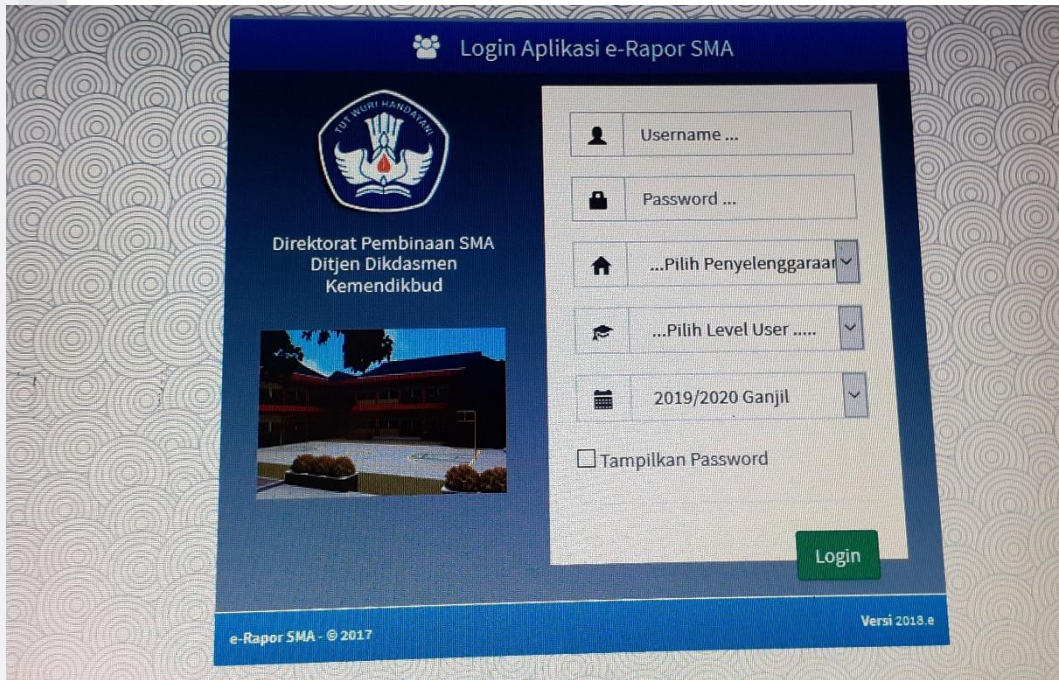 Login Aplikasi e-Rapor SMA
TUT WURI HANDAYANI
Direktorat Pembinaan SMA
Ditjen Dikdasmen
Kemendikbud
Username ...
Password ...
...Pilih Penyelenggaraan
...Pilih Level User .....
2019/2020 Ganjil
Tampilkan Password
Login
e-Rapor SMA - © 2017
Versi 2018.e